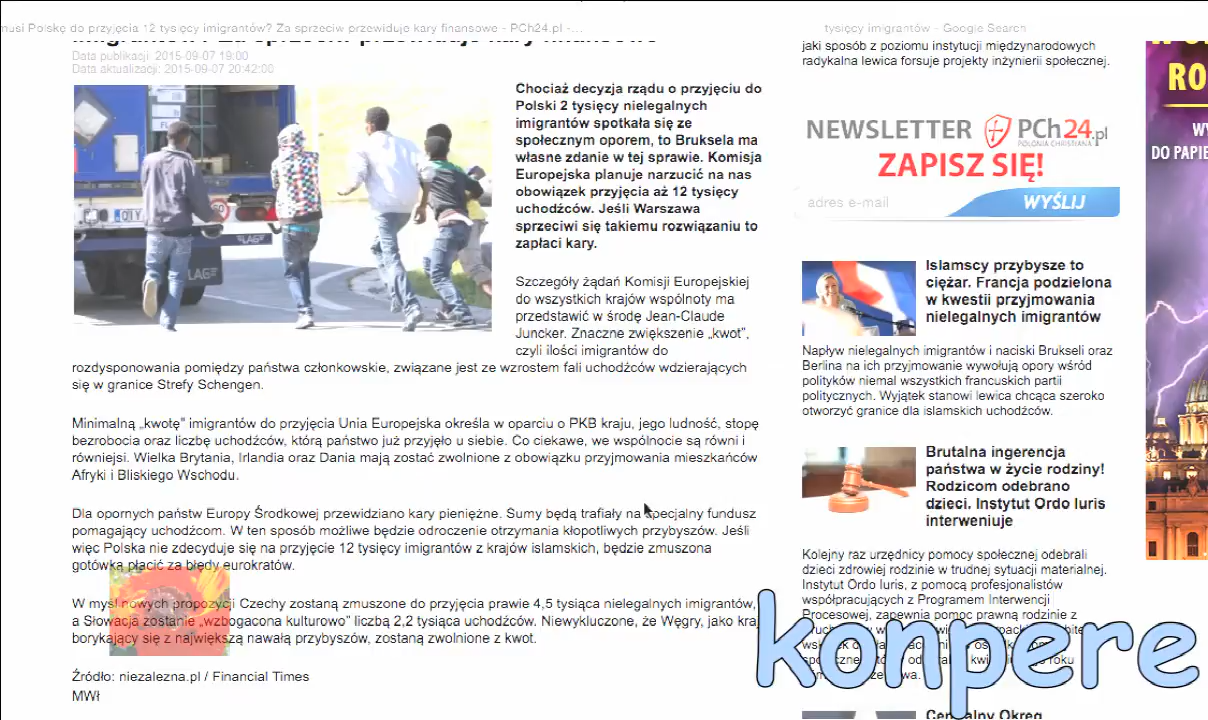 musi Polskę do przyjęcia 12 tysięcy imigrantów? Za sprzeciw przewiduje kary finansowe - PCh24.pl -...
tysięcy imigrantów - Google Search
Data publikacji: 2015-09-07 19:00
Data aktualizacji: 2015-09-07 20:42:00
Chociaż decyzja rządu o przyjęciu do
Polski 2 tysięcy nielegalnych
imigrantów spotkała się ze
społecznym oporem, to Bruksela ma
własne zdanie w tej sprawie. Komisja
Europejska planuje narzucić na nas
obowiązek przyjęcia aż 12 tysięcy
uchodźców. Jeśli Warszawa
sprzeciwi się takiemu rozwiązaniu to
zapłaci kary.
Szczegóły żądań Komisji Europejskiej
do wszystkich krajów wspólnoty ma
przedstawić w środę Jean-Claude
Juncker. Znaczne zwiększenie „kwot”,
czyli ilości imigrantów do
rozdysponowania pomiędzy państwa członkowskie, związane jest ze wzrostem fali uchodźców wdzierających
się w granice Strefy Schengen.
Minimalną „kwotę” imigrantów do przyjęcia Unia Europejska określa w oparciu o PKB kraju, jego ludność, stopę
bezrobocia oraz liczbę uchodźców, którą państwo już przyjęło u siebie. Co ciekawe, we wspólnocie są równi i
równiejsi. Wielka Brytania, Irlandia oraz Dania mają zostać zwolnione z obowiązku przyjmowania mieszkańców
Afryki i Bliskiego Wschodu.
Dla opornych państw Europy Środkowej przewidziano kary pieniężne. Sumy będą trafiały na specjalny fundusz
pomagający uchodźcom. W ten sposób możliwe będzie odroczenie otrzymania kłopotliwych przybyszów. Jeśli
więc Polska nie zdecyduje się na przyjęcie 12 tysięcy imigrantów z krajów islamskich, będzie zmuszona
gotówką płacić za błędy eurokratów.
W myśl nowych propozycji Czechy zostaną zmuszone do przyjęcia prawie 4,5 tysiąca nielegalnych imigrantów,
a Słowacja zostanie „wzbogacona kulturowo” liczbą 2,2 tysiąca uchodźców. Niewykluczone, że Węgry, jako kraj
borykający się z największą nawałą przybyszów, zostaną zwolnione z kwot.
Źródło: niezalezna.pl / Financial Times
MWł
jaki sposób z poziomu instytucji międzynarodowych
radykalna lewica forsuje projekty inżynierii społecznej.
NEWSLETTER PCh24.pl
POLONIA CHRISTIANA
ZAPISZ SIĘ!
adres e-mail WYŚLIJ
Islamscy przybysze to
ciężar. Francja podzielona
w kwestii przyjmowania
nielegalnych imigrantów
Napływ nielegalnych imigrantów i naciski Brukseli oraz
Berlina na ich przyjmowanie wywołują opory wśród
polityków niemal wszystkich francuskich partii
politycznych. Wyjątek stanowi lewica chcąca szeroko
otworzyć granice dla islamskich uchodźców.
Brutalna ingerencja
państwa w życie rodziny!
Rodzicom odebrano
dzieci. Instytut Ordo Iuris
interweniuje
Kolejny raz urzędnicy pomocy społecznej odebrali
dzieci zdrowiej rodzinie w trudnej sytuacji materialnej.
Instytut Ordo Iuris, z pomocą profesjonalistów
współpracujących z Programem Interwencji
Procesowej, zapewnia pomoc prawną rodzinie z
konpere
RO
DO PAPIE
LAG
LAG